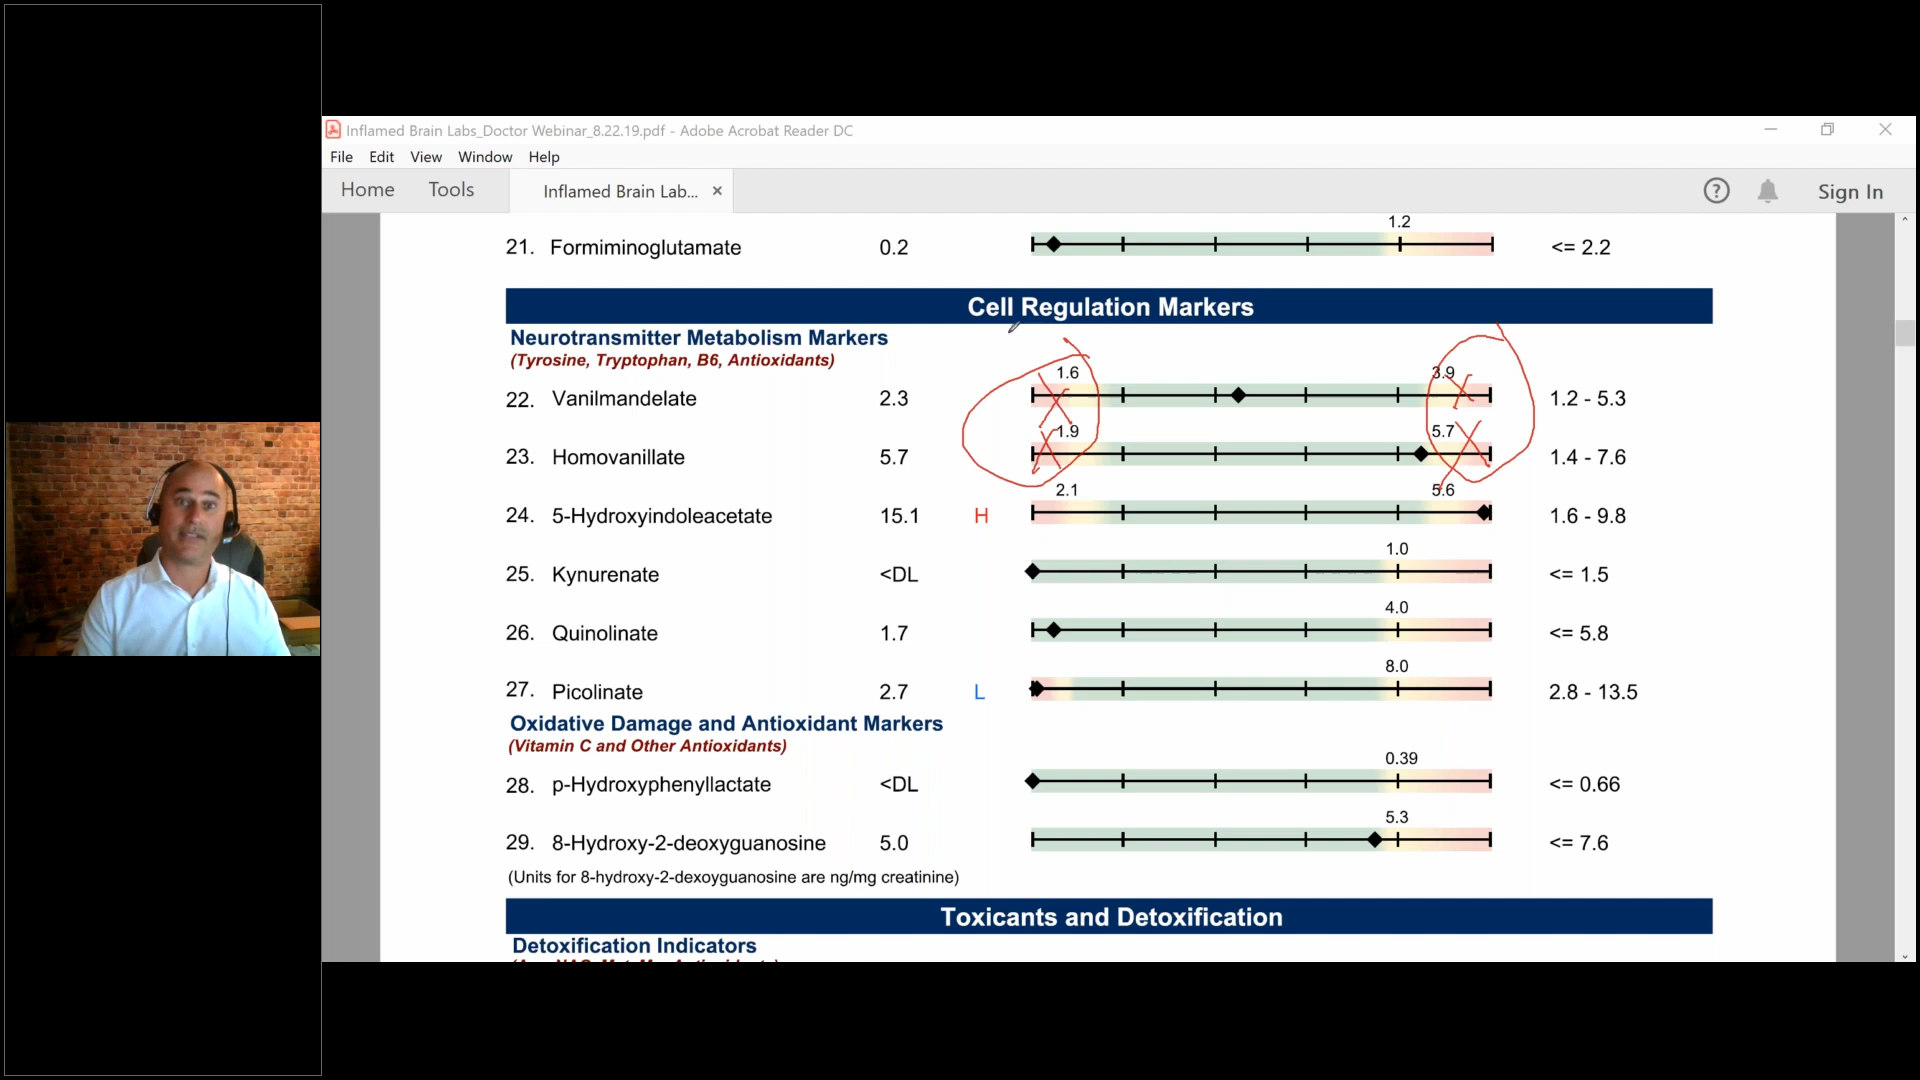 Inflamed Brain Labs_Doctor Webinar_8.22.19.pdf - Adobe Acrobat Reader DC
File Edit View Window Help
Home Tools Inflamed Brain Lab... × ? Sign In
1.2
21. Formiminoglutamate 0.2 <= 2.2
Cell Regulation Markers
Neurotransmitter Metabolism Markers
(Tyrosine, Tryptophan, B6, Antioxidants)
1.6 3.9
22. Vanilmandelate 2.3 1.2 - 5.3
1.9 5.7
23. Homovanillate 5.7 1.4 - 7.6
2.1 5.6
24. 5-Hydroxyindoleacetate 15.1 H 1.6 - 9.8
1.0
25. Kynurenate <DL <= 1.5
4.0
26. Quinolinate 1.7 <= 5.8
8.0
27. Picolinate 2.7 L 2.8 - 13.5
Oxidative Damage and Antioxidant Markers
(Vitamin C and Other Antioxidants)
0.39
28. p-Hydroxyphenyllactate <DL <= 0.66
5.3
29. 8-Hydroxy-2-deoxyguanosine 5.0 <= 7.6
(Units for 8-hydroxy-2-dexoyguanosine are ng/mg creatinine)
Toxicants and Detoxification
Detoxification Indicators